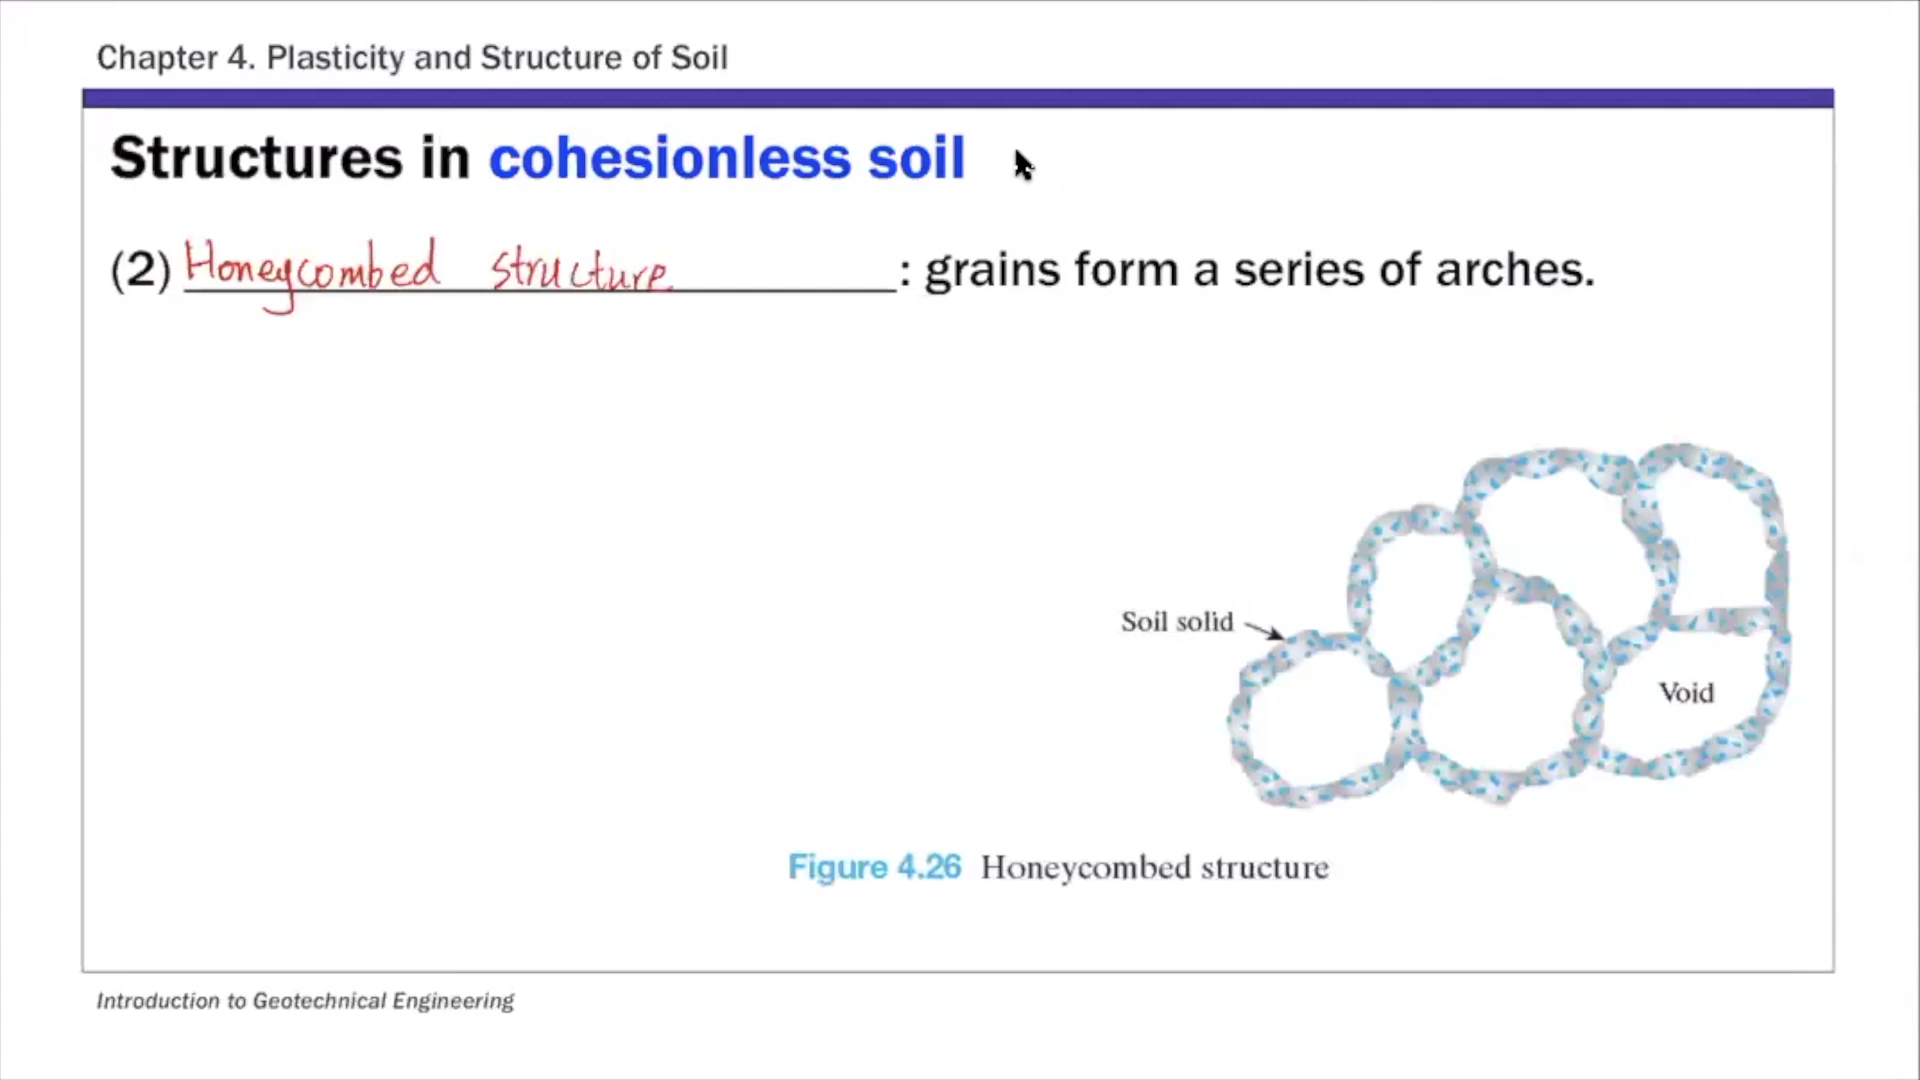 Chapter 4. Plasticity and Structure of Soil
Structures in cohesionless soil
(2) Honeycombed structure : grains form a series of arches.
Soil solid
Void
Figure 4.26 Honeycombed structure
Introduction to Geotechnical Engineering